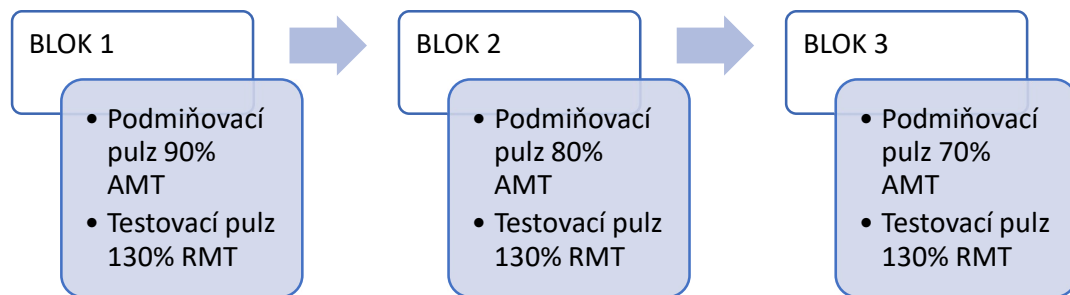 BLOK 1
• Podmiňovací
pulz 90%
AMT
• Testovací pulz
130% RMT
BLOK 2
• Podmiňovací
pulz 80%
AMT
• Testovací pulz
130% RMT
BLOK 3
• Podmiňovací
pulz 70%
AMT
• Testovací pulz
130% RMT